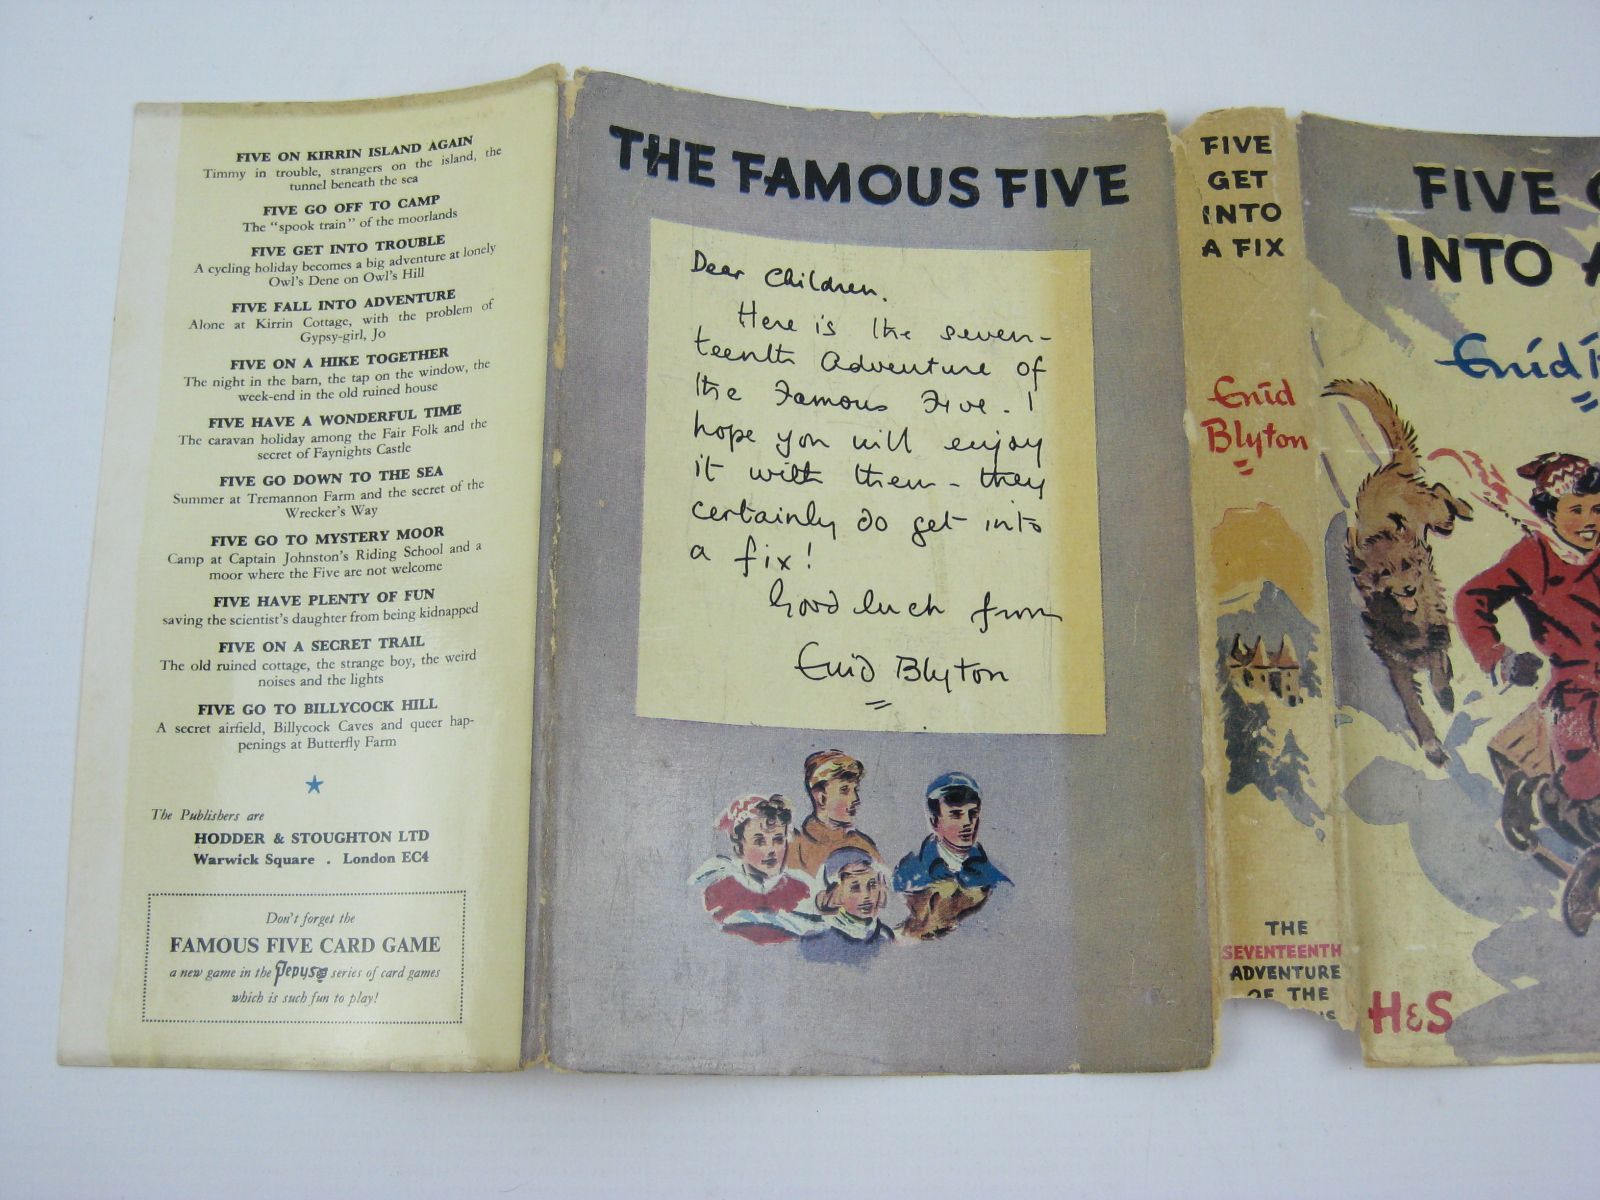 FIVE ON KIRRIN ISLAND AGAIN
Timmy in trouble, strangers on the island, the
tunnel beneath the sea
FIVE GO OFF TO CAMP
The "spook train" of the moorlands
FIVE GET INTO TROUBLE
A cycling holiday becomes a big adventure at lonely
Owl's Dene on Owl's Hill
FIVE FALL INTO ADVENTURE
Alone at Kirrin Cottage, with the problem of
Gypsy-girl, Jo
FIVE ON A HIKE TOGETHER
The night in the barn, the tap on the window, the
week-end in the old ruined house
FIVE HAVE A WONDERFUL TIME
The caravan holiday among the Fair Folk and the
secret of Faynights Castle
FIVE GO DOWN TO THE SEA
Summer at Tremannon Farm and the secret of the
Wrecker's Way
FIVE GO TO MYSTERY MOOR
Camp at Captain Johnston's Riding School and a
moor where the Five are not welcome
FIVE HAVE PLENTY OF FUN
saving the scientist's daughter from being kidnapped
FIVE ON A SECRET TRAIL
The old ruined cottage, the strange boy, the weird
noises and the lights
FIVE GO TO BILLYCOCK HILL
A secret airfield, Billycock Caves and queer hap-
penings at Butterfly Farm
The Publishers are
HODDER & STOUGHTON LTD
Warwick Square . London EC4
Don't forget the
FAMOUS FIVE CARD GAME
a new game in the Pepys series of card games
which is such fun to play!
THE FAMOUS FIVE
Dear Children.
Here is the seven-
teenth Adventure of
the Famous Five. I
hope you will enjoy
it with them - they
certainly do get into
a fix!
Good luck from
Enid Blyton
FIVE
GET
INTO
A FIX
Enid
Blyton
THE
SEVENTEENTH
ADVENTURE
OF THE
FIVE
INTO
Enid
H&S